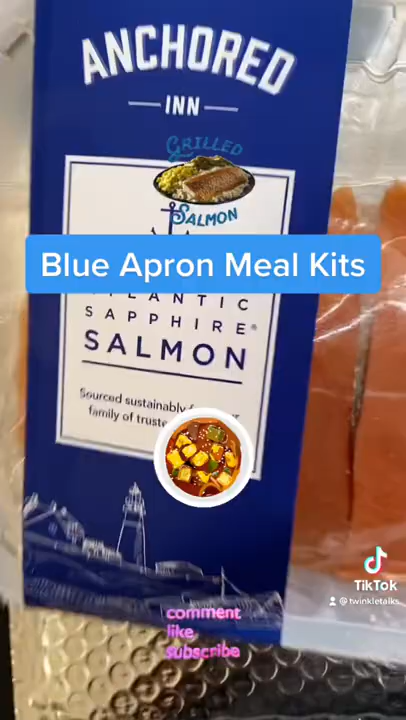 ANCHORED
INN
GRILLED
SALMON
Blue Apron Meal Kits
SAPPHIRE®
SALMON
Sourced sustainably
family of
TikTok
@twinkletalks
comment
like
subscribe